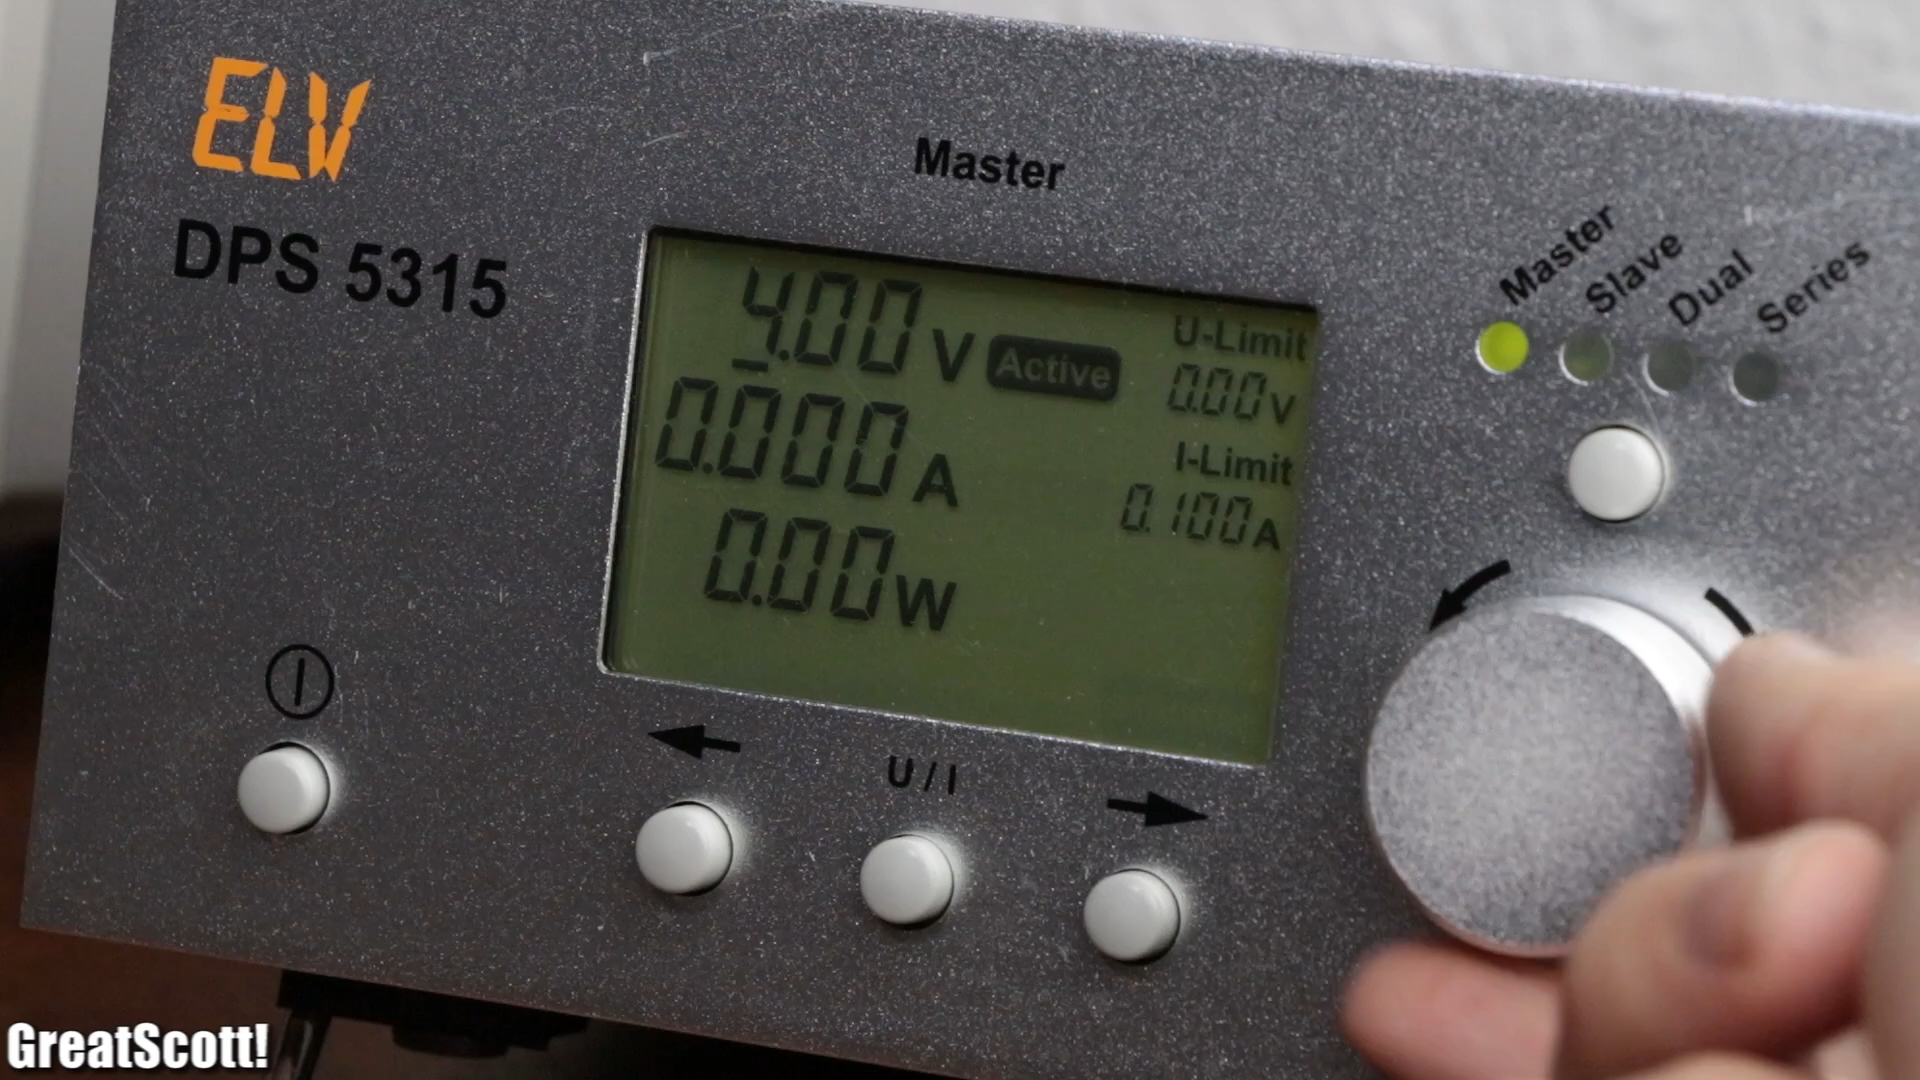 ELV
DPS 5315
Master
4.00 V Active
0.000 A
0.00 W
U-Limit
0.00 V
I-Limit
0.100 A
Master
Slave
Dual
Series
U / I
GreatScott!